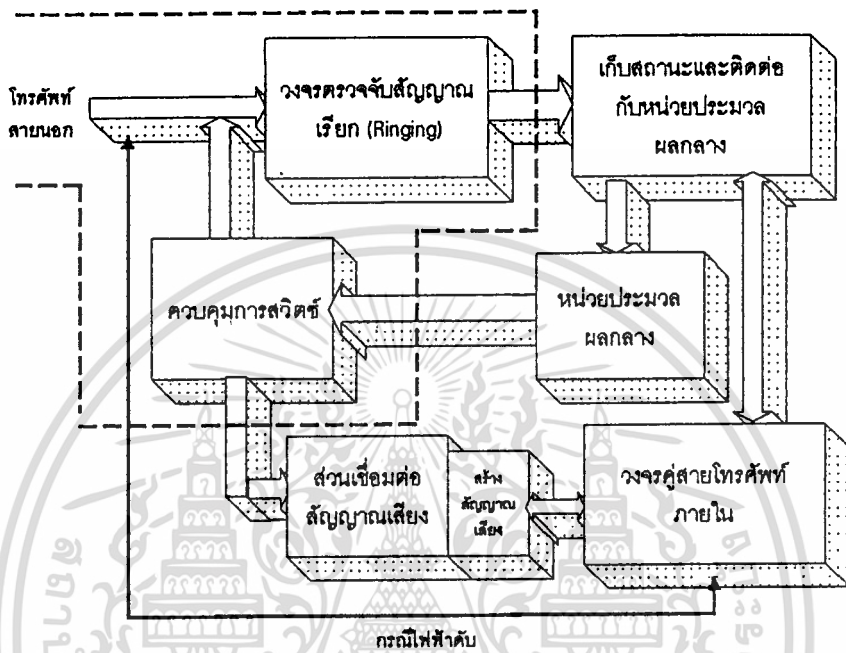 โทรศัพท์
สายนอก
วงจรตรวจจับสัญญาณ
เรียก (Ringing)
เก็บสถานะและติดต่อ
กับหน่วยประมวล
ผลกลาง
ควบคุมการสวิตช์
หน่วยประมวล
ผลกลาง
ส่วนเชื่อมต่อ
สัญญาณเสียง
สร้าง
สัญญาณ
เสียง
วงจรคู่สายโทรศัพท์
ภายใน
กรณีไฟฟ้าดับ